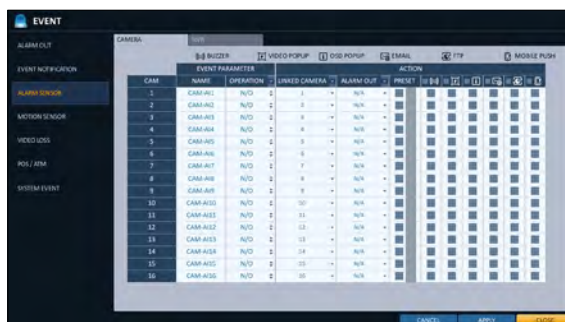 EVENT
ALARM OUT
EVENT NOTIFICATION
ALARM SENSOR
MOTION SENSOR
VIDEO LOSS
POS / ATM
SYSTEM EVENT
CAMERA
BUZZER VIDEO POPUP OSD POPUP EMAIL FTP MOBILE PUSH
EVENT PARAMETER ACTION
CAM NAME OPERATION LINKED CAMERA ALARM OUT PRESET
1 CAM-AI1 N/O 1 N/A
2 CAM-AI2 N/O 2 N/A
3 CAM-AI3 N/O 3 N/A
4 CAM-AI4 N/O 4 N/A
5 CAM-AI5 N/O 5 N/A
6 CAM-AI6 N/O 6 N/A
7 CAM-AI7 N/O 7 N/A
8 CAM-AI8 N/O 8 N/A
9 CAM-AI9 N/O 9 N/A
10 CAM-AI10 N/O 10 N/A
11 CAM-AI11 N/O 11 N/A
12 CAM-AI12 N/O 12 N/A
13 CAM-AI13 N/O 13 N/A
14 CAM-AI14 N/O 14 N/A
15 CAM-AI15 N/O 15 N/A
16 CAM-AI16 N/O 16 N/A
CANCEL APPLY CLOSE